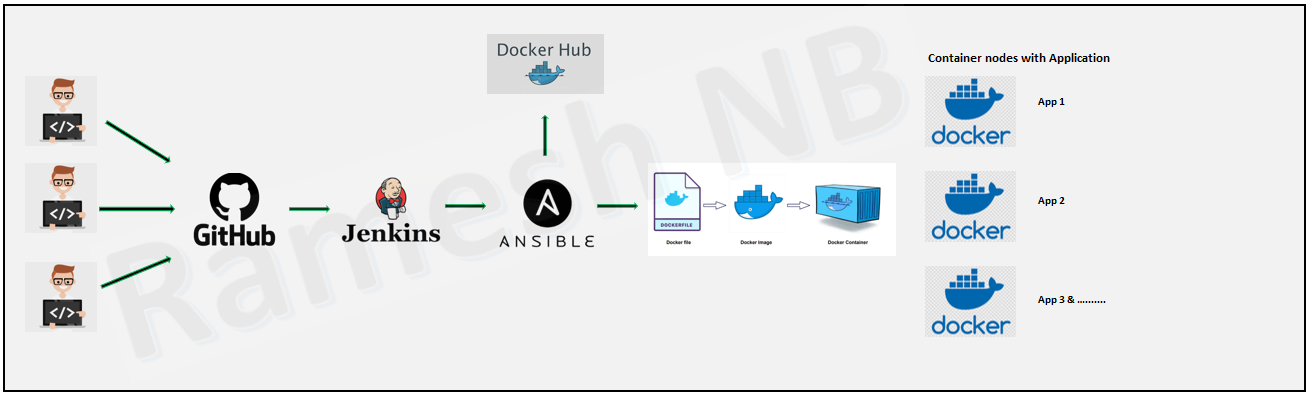 Docker Hub
Container nodes with Application
</>
docker
App 1
</>
GitHub
Jenkins
ANSIBLE
DOCKERFILE
Docker file
Docker Image
Docker Container
docker
App 2
</>
docker
App 3 & ..........
Ramesh NB